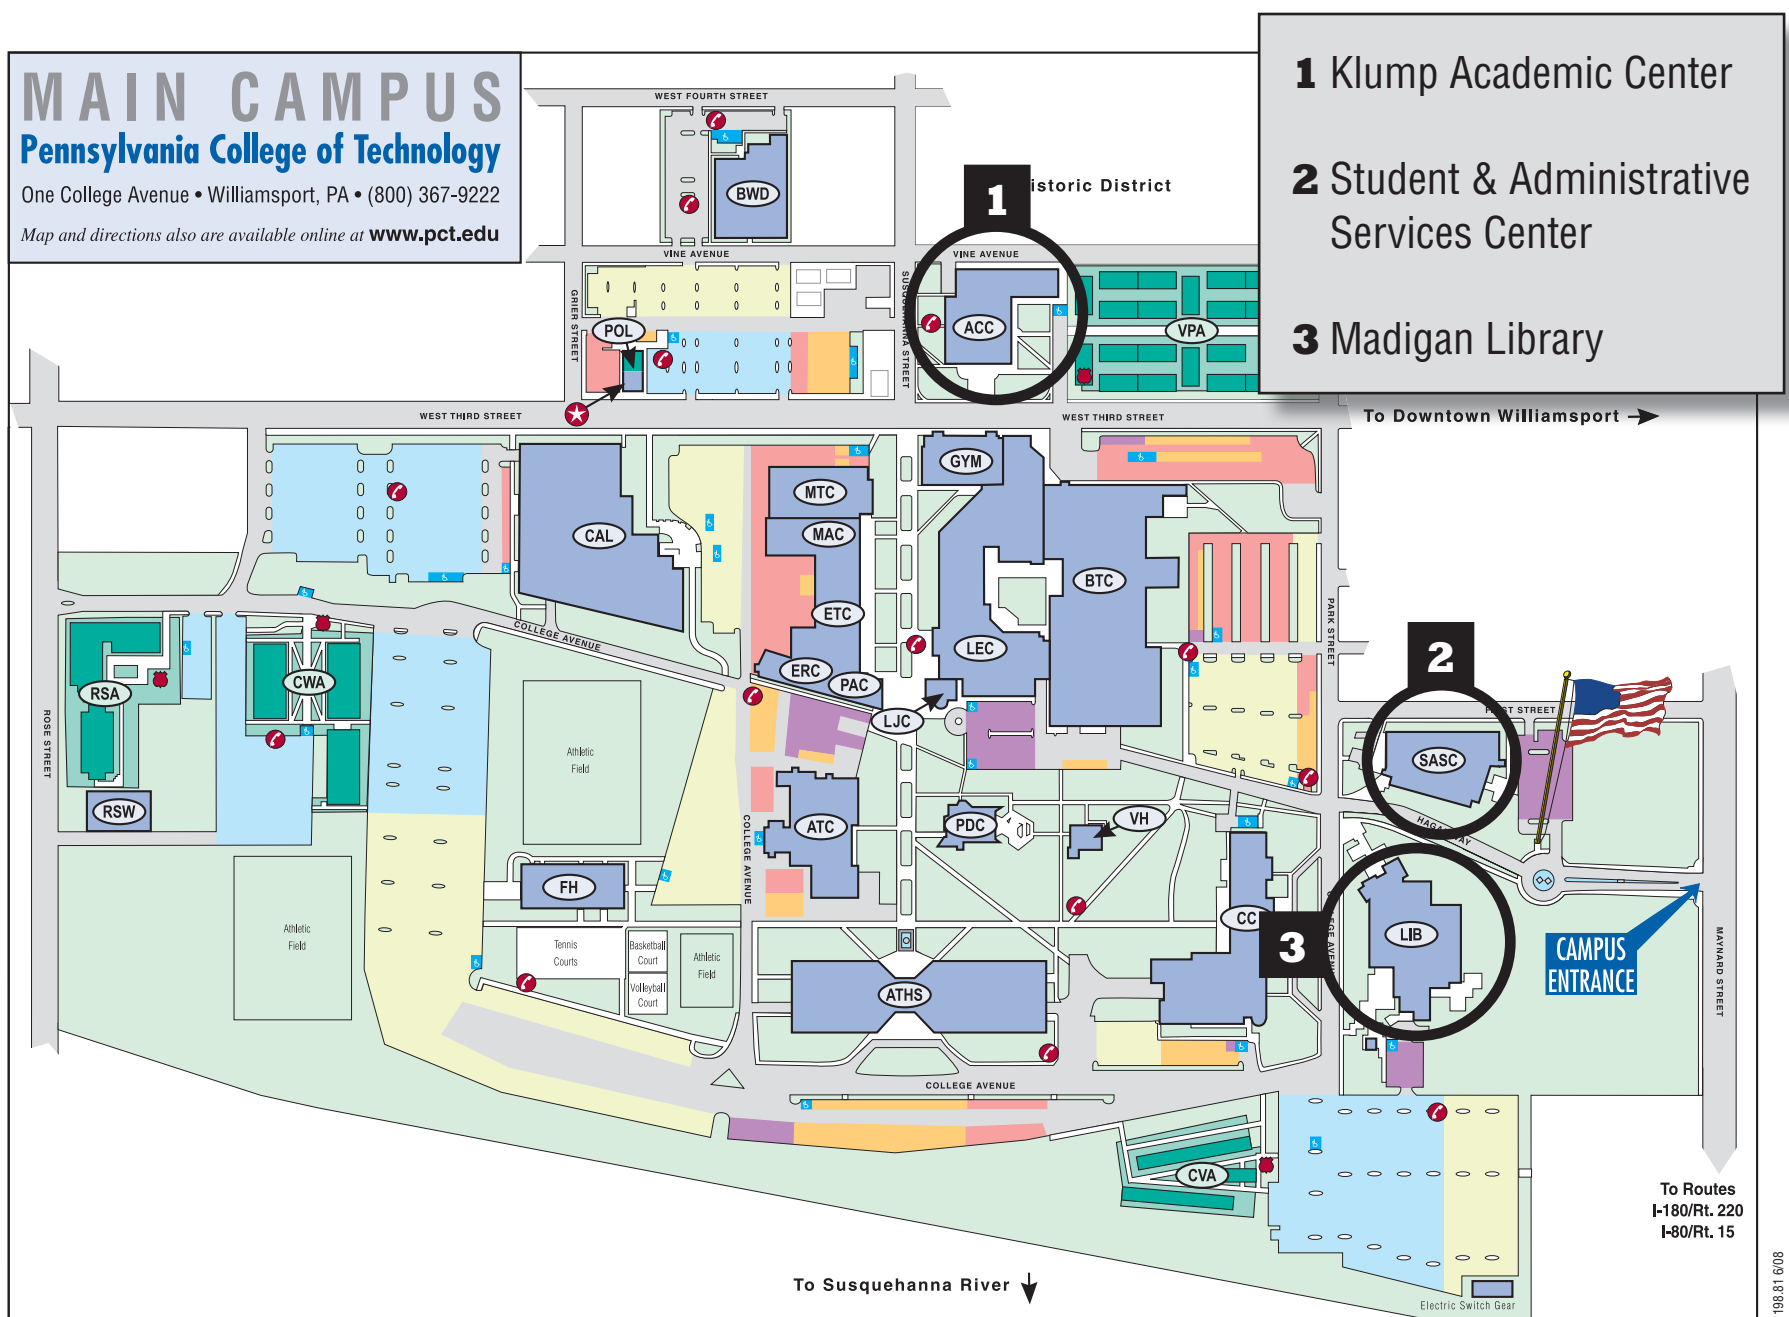 MAIN CAMPUS
Pennsylvania College of Technology
One College Avenue • Williamsport, PA • (800) 367-9222
Map and directions also are available online at www.pct.edu
1 Klump Academic Center
2 Student & Administrative
Services Center
3 Madigan Library
WEST FOURTH STREET
BWD
1
istoric District
VINE AVENUE
VINE AVENUE
GRIER STREET
SUSQUEHANNA STREET
POL
ACC
VPA
WEST THIRD STREET
WEST THIRD STREET
To Downtown Williamsport
GYM
MTC
CAL
MAC
BTC
ETC
COLLEGE AVENUE
PARK STREET
LEC
2
ERC
PAC
RSA
CWA
LJC
ROSE STREET
ST STREET
Athletic
Field
SASC
RSW
ATC
PDC
VH
COLLEGE AVENUE
FH
CC
3
LIB
Athletic
Field
Tennis
Courts
Basketball
Court
Volleyball
Court
Athletic
Field
CAMPUS
ENTRANCE
MAYNARD STREET
ATHS
COLLEGE AVENUE
CVA
To Routes
I-180/Rt. 220
I-80/Rt. 15
To Susquehanna River
Electric Switch Gear
198.81 6/08